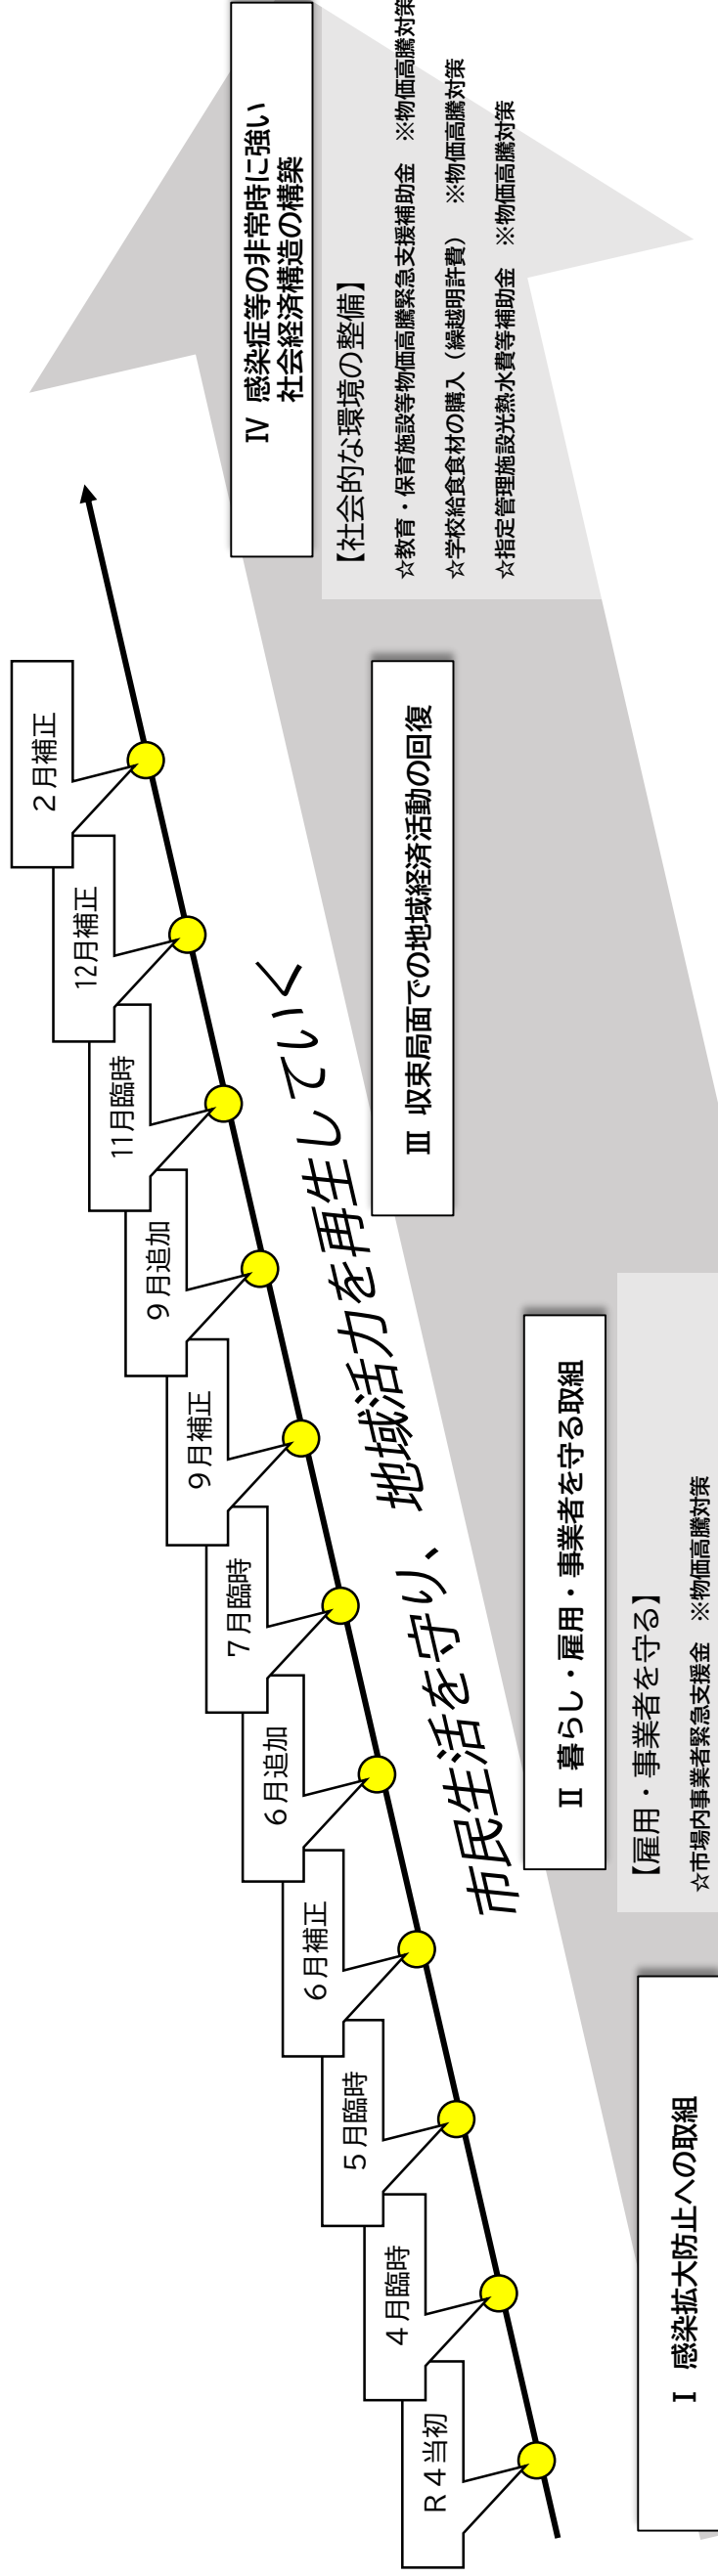 R４当初
４月臨時
５月臨時
６月補正
６月追加
７月臨時
９月補正
９月追加
11月臨時
12月補正
２月補正
市民生活を守り、地域活力を再生していく
Ⅰ 感染拡大防止への取組
Ⅱ 暮らし・雇用・事業者を守る取組
【雇用・事業者を守る】
☆市場内事業者緊急支援金 ※物価高騰対策
Ⅲ 収束局面での地域経済活動の回復
Ⅳ 感染症等の非常時に強い
社会経済構造の構築
【社会的な環境の整備】
☆教育・保育施設等物価高騰緊急支援補助金 ※物価高騰対策
☆学校給食食材の購入（繰越明許費） ※物価高騰対策
☆指定管理施設光熱水費等補助金 ※物価高騰対策